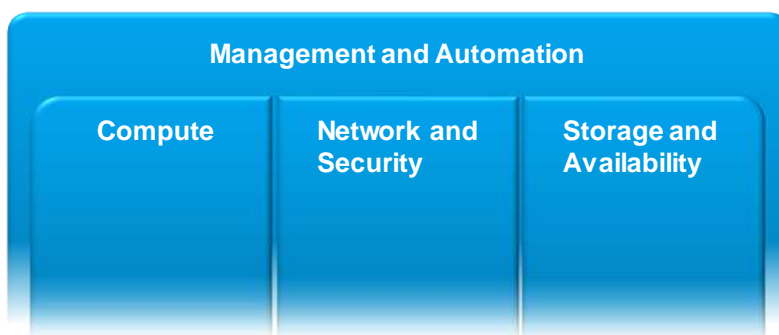 Management and Automation
Compute
Network and
Security
Storage and
Availability